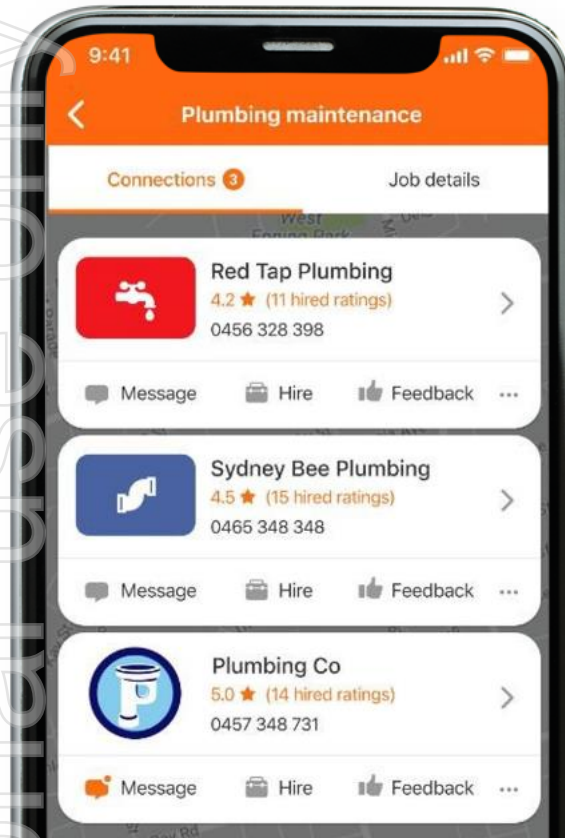 9:41
Plumbing maintenance
Connections 3
Job details
West
Red Tap Plumbing
4.2 ★ (11 hired ratings)
0456 328 398
Message Hire Feedback ...
Sydney Bee Plumbing
4.5 ★ (15 hired ratings)
0465 348 348
Message Hire Feedback ...
Plumbing Co
5.0 ★ (14 hired ratings)
0457 348 731
Message Hire Feedback ...